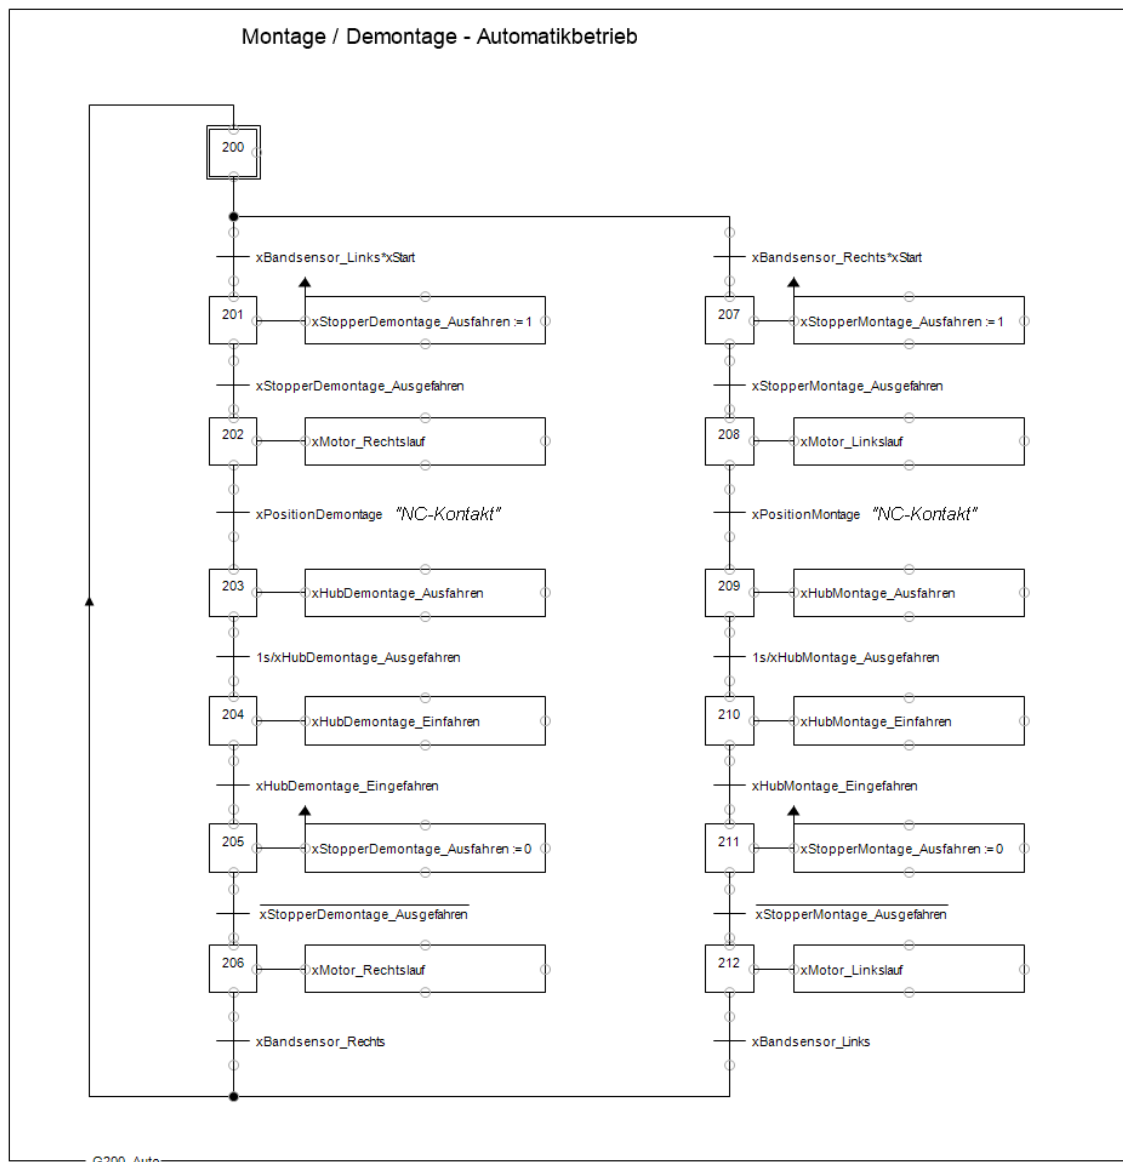 Montage / Demontage - Automatikbetrieb
200
xBandsensor_Links*xStart
xBandsensor_Rechts*xStart
201
xStopperDemontage_Ausfahren := 1
207
xStopperMontage_Ausfahren := 1
xStopperDemontage_Ausgefahren
xStopperMontage_Ausgefahren
202
xMotor_Rechtslauf
208
xMotor_Linkslauf
xPositionDemontage "NC-Kontakt"
xPositionMontage "NC-Kontakt"
203
xHubDemontage_Ausfahren
209
xHubMontage_Ausfahren
1s/xHubDemontage_Ausgefahren
1s/xHubMontage_Ausgefahren
204
xHubDemontage_Einfahren
210
xHubMontage_Einfahren
xHubDemontage_Eingefahren
xHubMontage_Eingefahren
205
xStopperDemontage_Ausfahren := 0
211
xStopperMontage_Ausfahren := 0
xStopperDemontage_Ausgefahren
xStopperMontage_Ausgefahren
206
xMotor_Rechtslauf
212
xMotor_Linkslauf
xBandsensor_Rechts
xBandsensor_Links
G200_Auto